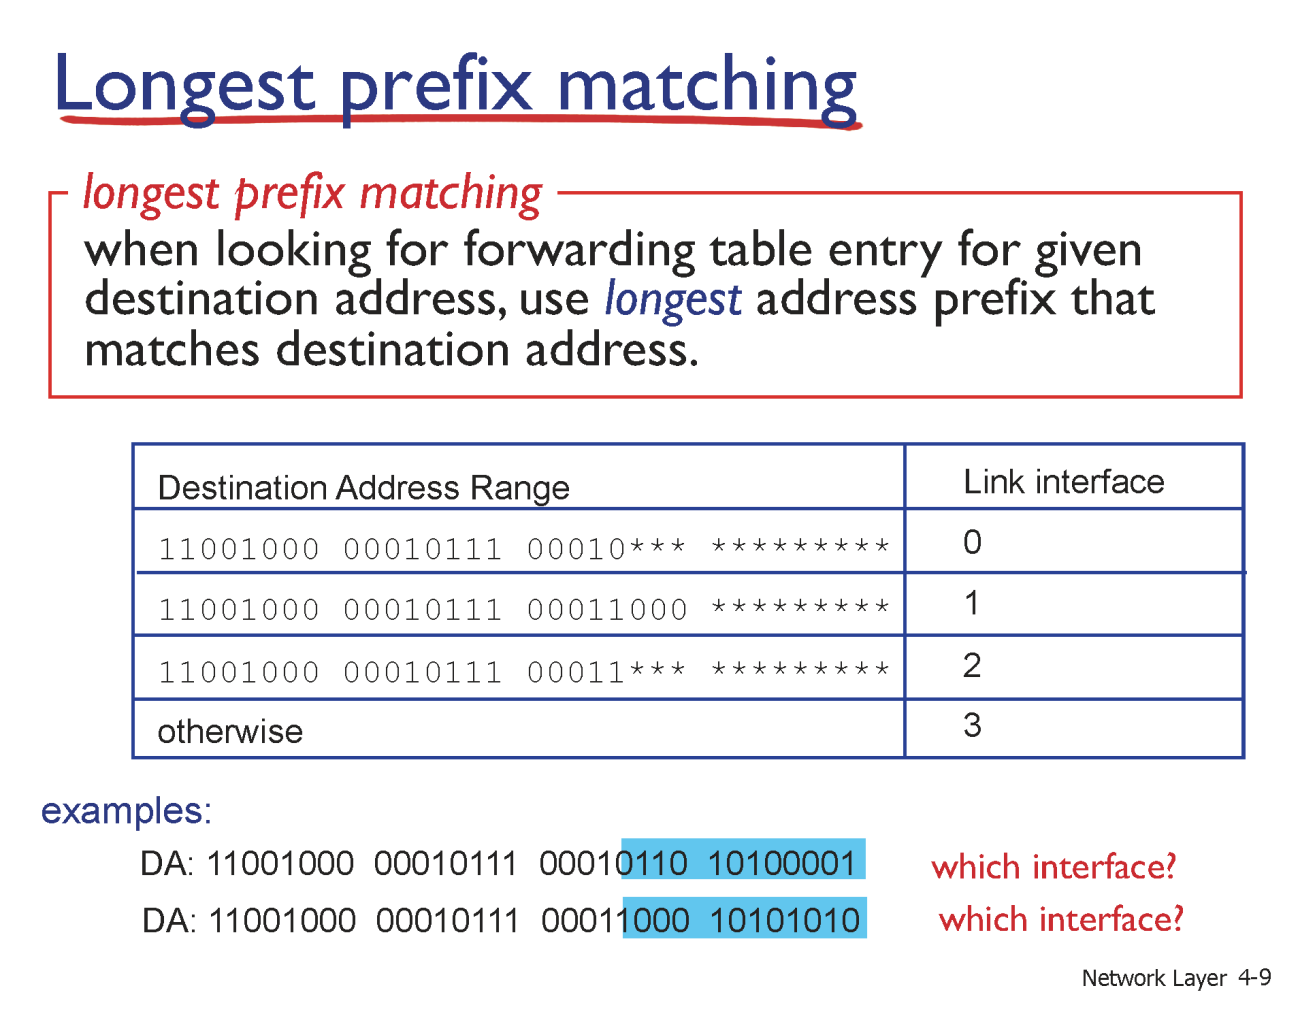 Longest prefix matching
longest prefix matching
when looking for forwarding table entry for given
destination address, use longest address prefix that
matches destination address.
Destination Address Range Link interface
11001000 00010111 00010*** ********* 0
11001000 00010111 00011000 ********* 1
11001000 00010111 00011*** ********* 2
otherwise 3
examples:
DA: 11001000 00010111 00010110 10100001 which interface?
DA: 11001000 00010111 00011000 10101010 which interface?
Network Layer 4-9